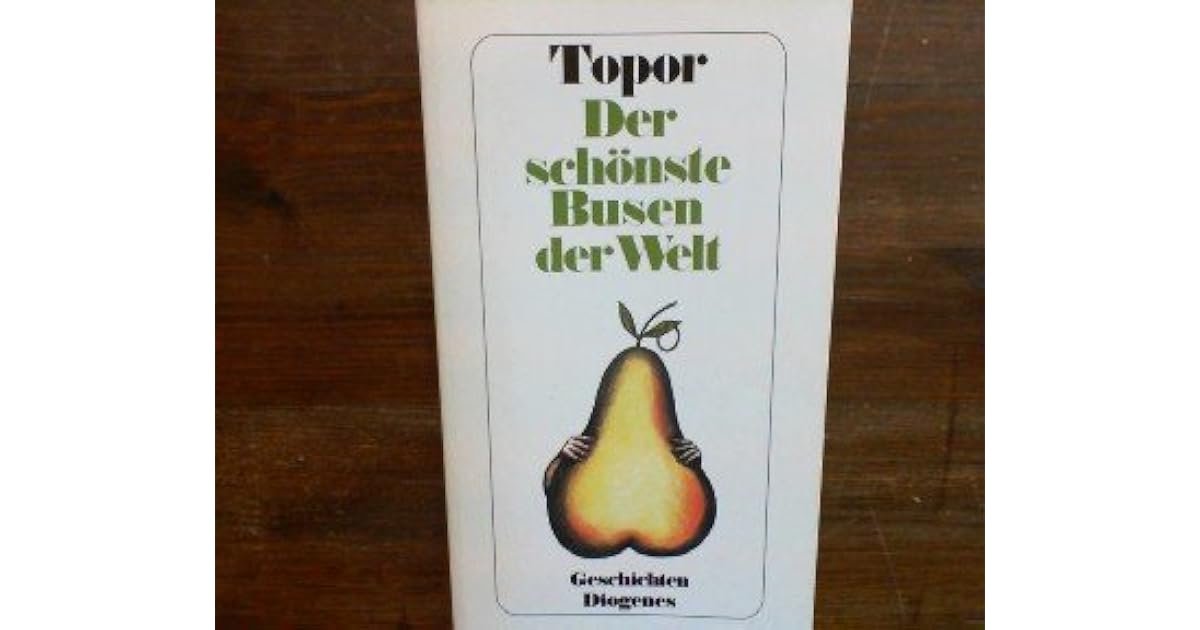 Topor
Der
schönste
Busen
der Welt
Geschichten
Diogenes